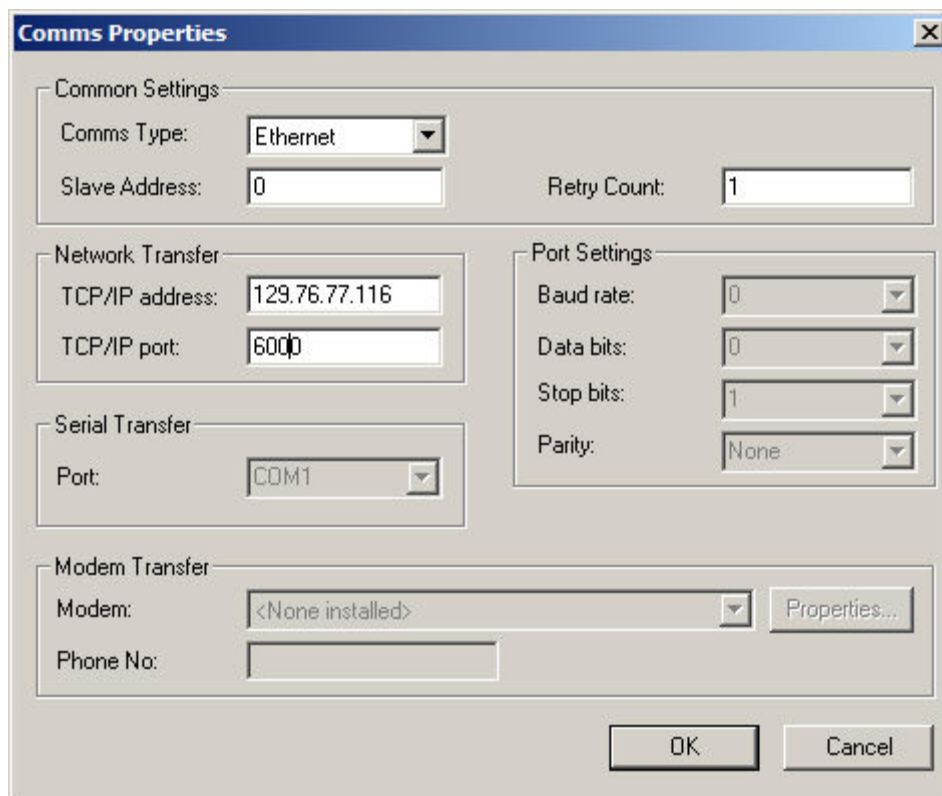 Comms Properties
Common Settings
Comms Type: Ethernet
Slave Address: 0 Retry Count: 1
Network Transfer
TCP/IP address: 129.76.77.116
TCP/IP port: 6000
Port Settings
Baud rate: 0
Data bits: 0
Stop bits: 1
Parity: None
Serial Transfer
Port: COM1
Modem Transfer
Modem: <None installed> Properties...
Phone No:
OK Cancel